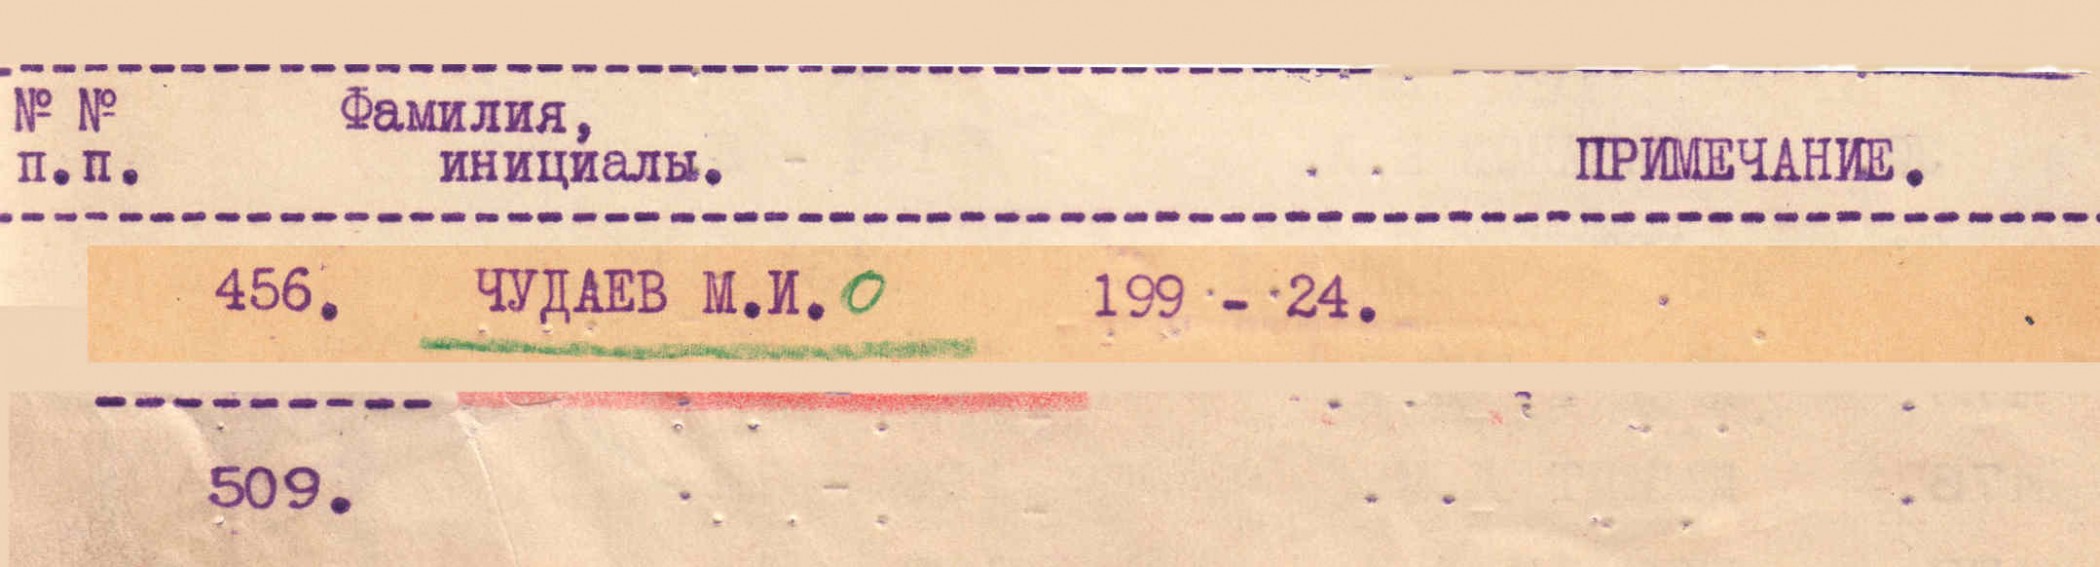 № № Фамилия,
п.п. инициалы. ПРИМЕЧАНИЕ.
456. ЧУДАЕВ М.И. О 199 - 24.
509.